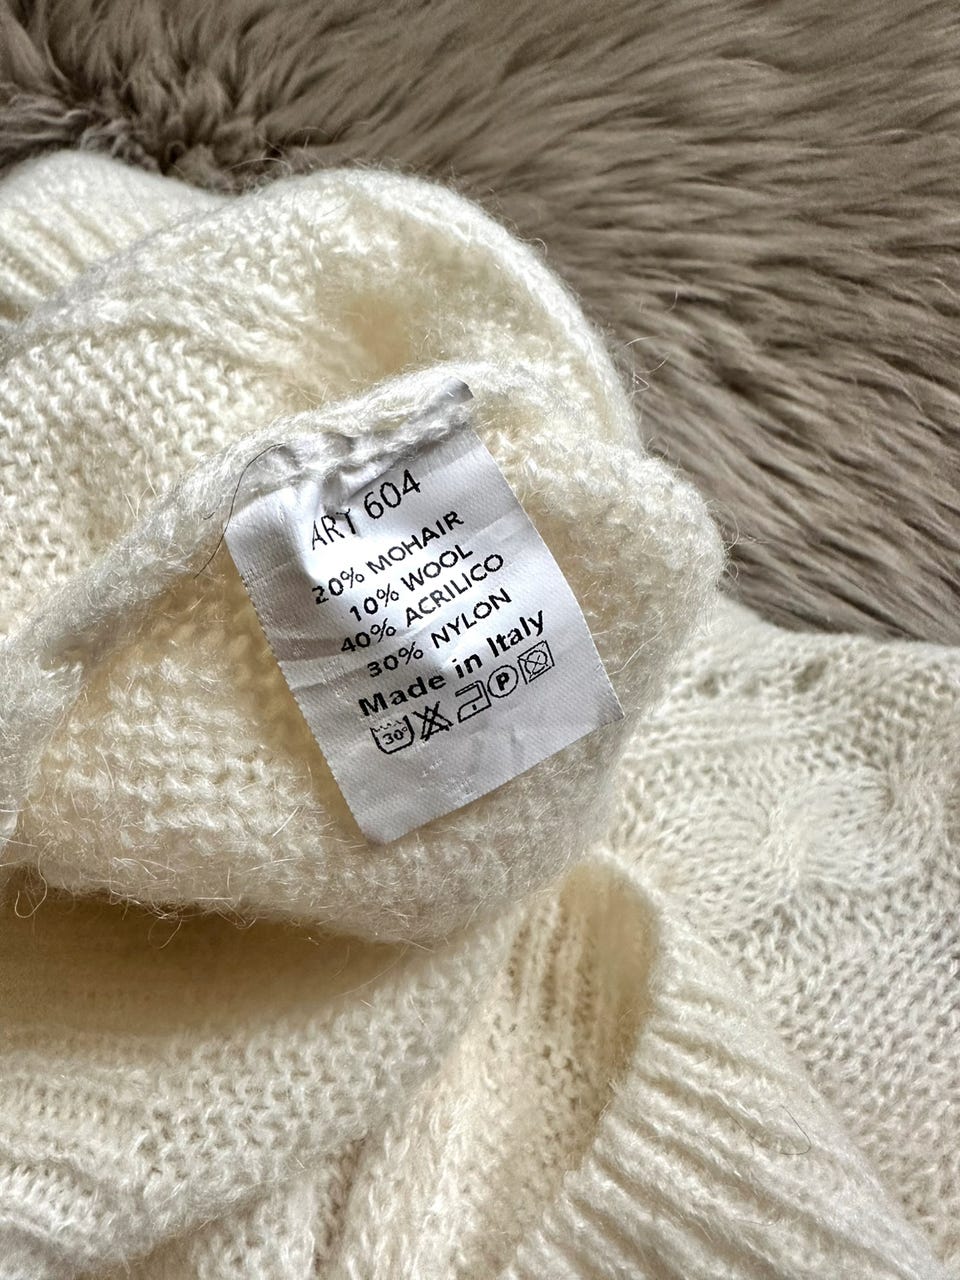 ART 604
20% MOHAIR
10% WOOL
40% ACRILICO
30% NYLON
Made in Italy
30° P